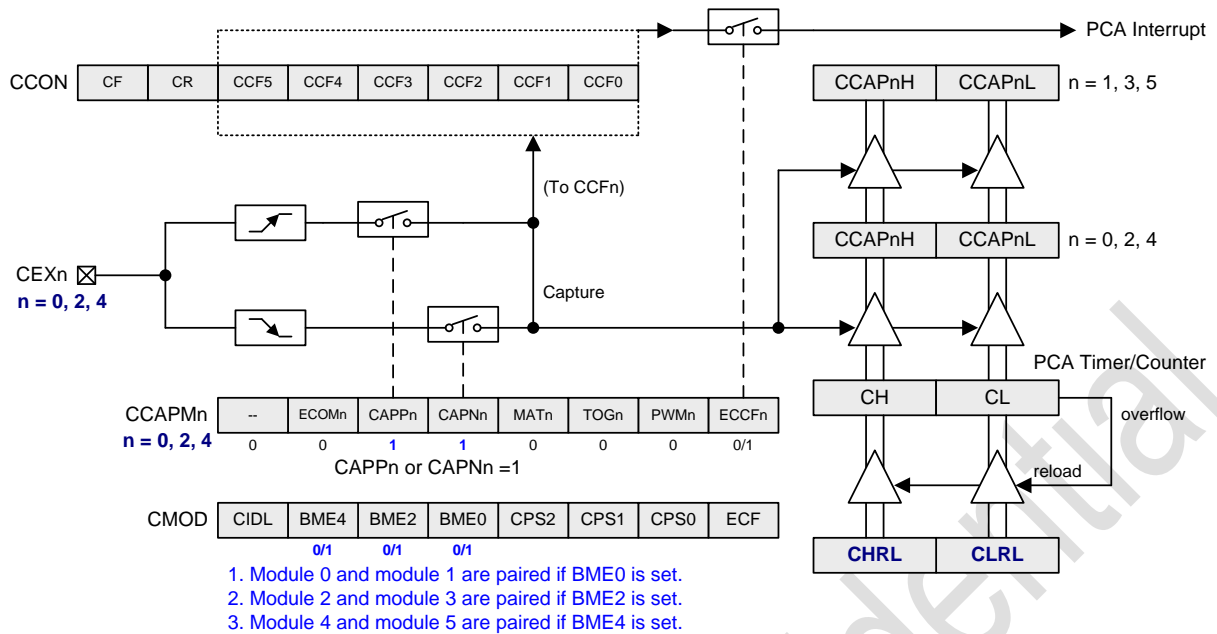 PCA Interrupt
CCON CF CR CCF5 CCF4 CCF3 CCF2 CCF1 CCF0
CCAPnH CCAPnL n = 1, 3, 5
(To CCFn)
CCAPnH CCAPnL n = 0, 2, 4
CEXn
n = 0, 2, 4
Capture
PCA Timer/Counter
CH CL
overflow
CCAPMn -- ECOMn CAPPn CAPNn MATn TOGn PWMn ECCFn
n = 0, 2, 4 0 0 1 1 0 0 0 0/1
CAPPn or CAPNn =1
reload
CMOD CIDL BME4 BME2 BME0 CPS2 CPS1 CPS0 ECF
0/1 0/1 0/1
CHRL CLRL
1. Module 0 and module 1 are paired if BME0 is set.
2. Module 2 and module 3 are paired if BME2 is set.
3. Module 4 and module 5 are paired if BME4 is set.